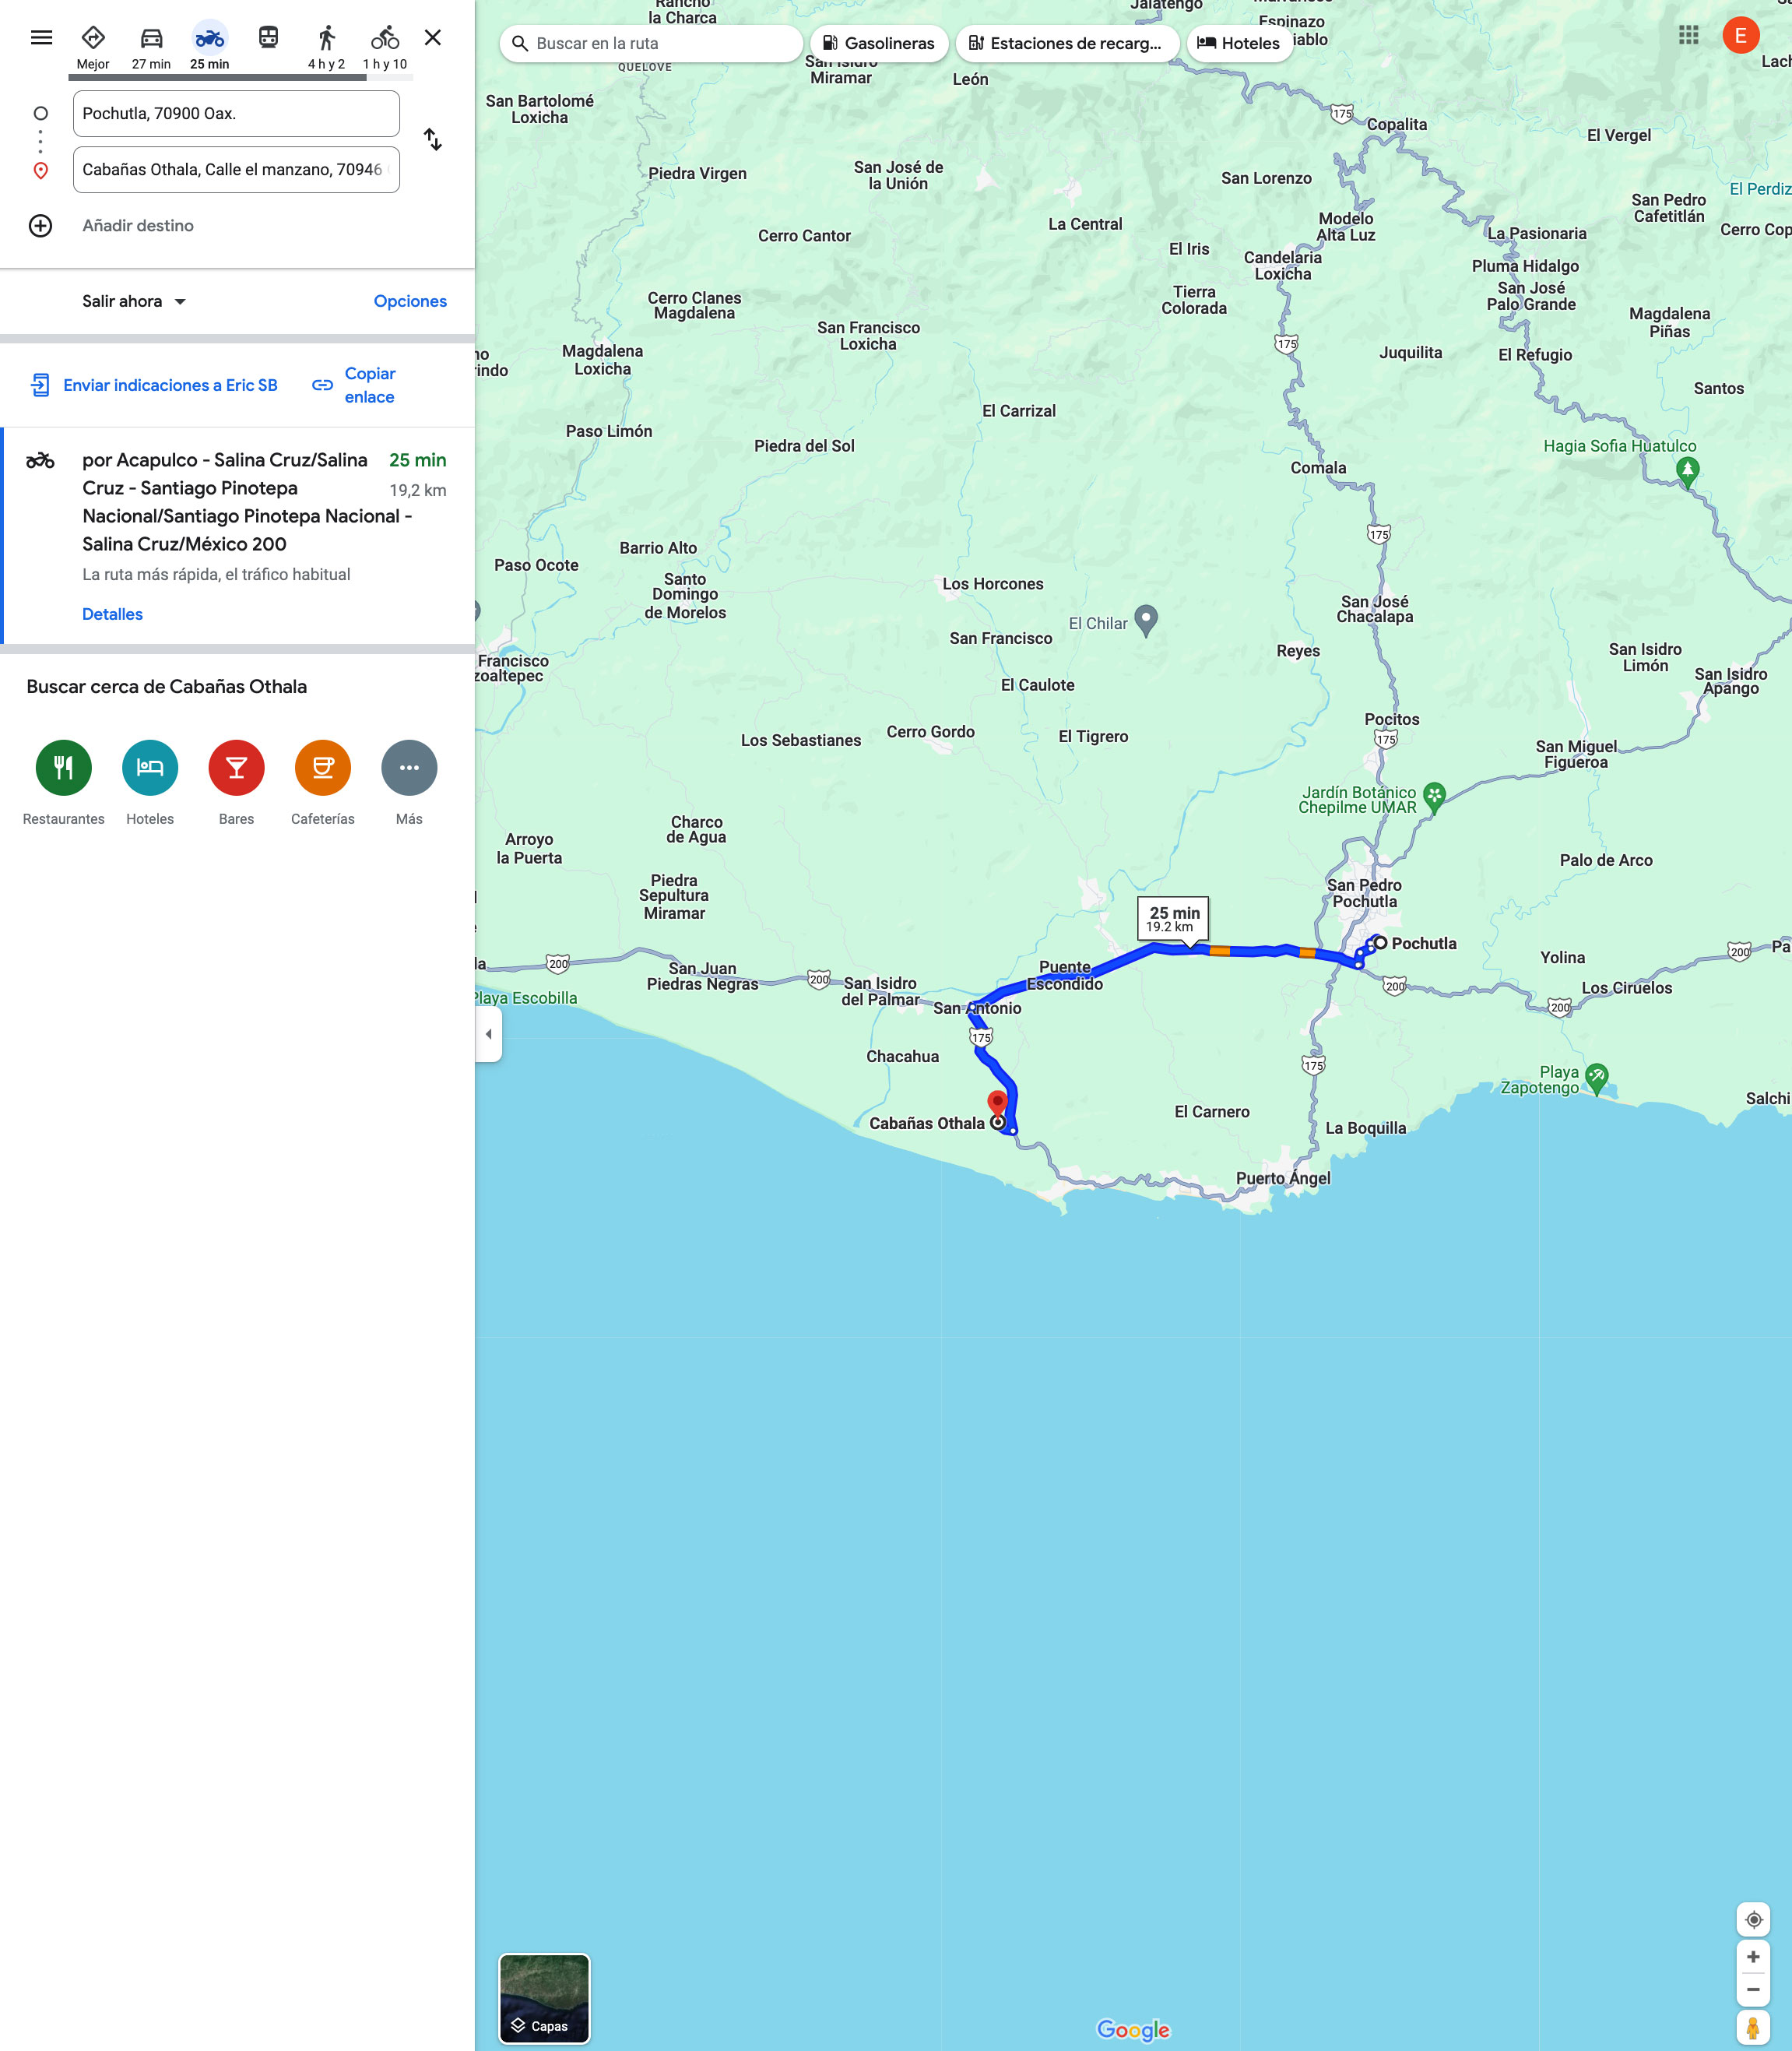 Mejor
27 min
25 min
4 h y 2
1 h y 10
Pochutla, 70900 Oax.
Cabañas Othala, Calle el manzano, 70946
Añadir destino
Salir ahora
Opciones
Enviar indicaciones a Eric SB
Copiar
enlace
por Acapulco - Salina Cruz/Salina
Cruz - Santiago Pinotepa
Nacional/Santiago Pinotepa Nacional -
Salina Cruz/México 200
25 min
19,2 km
La ruta más rápida, el tráfico habitual
Detalles
Buscar cerca de Cabañas Othala
Restaurantes
Hoteles
Bares
Cafeterías
Más
Buscar en la ruta
Gasolineras
Estaciones de recarg...
Hoteles
E
Rancho
la Charca
Jalatengo
Espinazo
QUELOVE
San Isidro
Miramar
León
San Bartolomé
Loxicha
175
Copalita
El Vergel
Piedra Virgen
San José de
la Unión
San Lorenzo
El Perdiz
San Pedro
Cafetitlán
La Central
Modelo
Alta Luz
Cerro Cantor
El Iris
La Pasionaria
Cerro Cop
Candelaria
Loxicha
Pluma Hidalgo
Cerro Clanes
Magdalena
Tierra
Colorada
San José
Palo Grande
San Francisco
Loxicha
Magdalena
Piñas
175
Magdalena
Loxicha
Juquilita
El Refugio
Santos
El Carrizal
Paso Limón
Piedra del Sol
Hagia Sofia Huatulco
Comala
175
Barrio Alto
Paso Ocote
Santo
Domingo
de Morelos
Los Horcones
San José
Chacalapa
El Chilar
San Francisco
Reyes
San Isidro
Limón
Francisco
zoaltepec
San Isidro
Apango
El Caulote
Pocitos
175
Los Sebastianes
Cerro Gordo
El Tigrero
San Miguel
Figueroa
Jardín Botánico
Chepilme UMAR
Charco
de Agua
Arroyo
la Puerta
Palo de Arco
Piedra
Sepultura
Miramar
San Pedro
Pochutla
25 min
19.2 km
Pochutla
200
Yolina
200
Pa
San Juan
Piedras Negras
200
San Isidro
del Palmar
Puente
Escondido
200
Los Ciruelos
Playa Escobilla
San Antonio
200
175
Chacahua
175
Playa
Zapotengo
Salchi
El Carnero
Cabañas Othala
La Boquilla
Puerto Ángel
Capas
Google